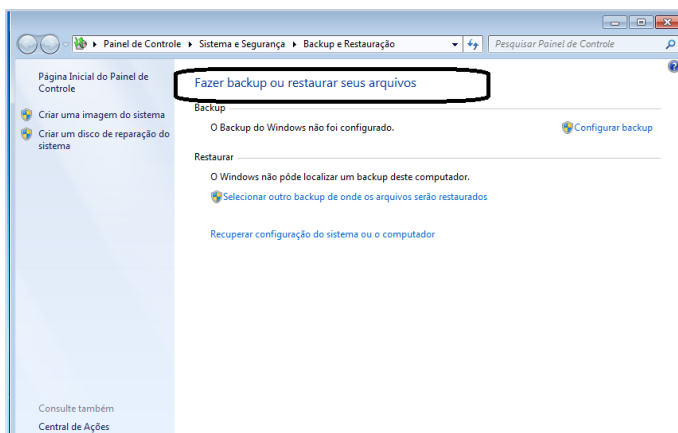 Painel de Controle ▸ Sistema e Segurança ▸ Backup e Restauração
Pesquisar Painel de Controle
Página Inicial do Painel de
Controle
Criar uma imagem do sistema
Criar um disco de reparação do
sistema
Fazer backup ou restaurar seus arquivos
Backup
O Backup do Windows não foi configurado.
Configurar backup
Restaurar
O Windows não pôde localizar um backup deste computador.
Selecionar outro backup de onde os arquivos serão restaurados
Recuperar configuração do sistema ou o computador
Consulte também
Central de Ações